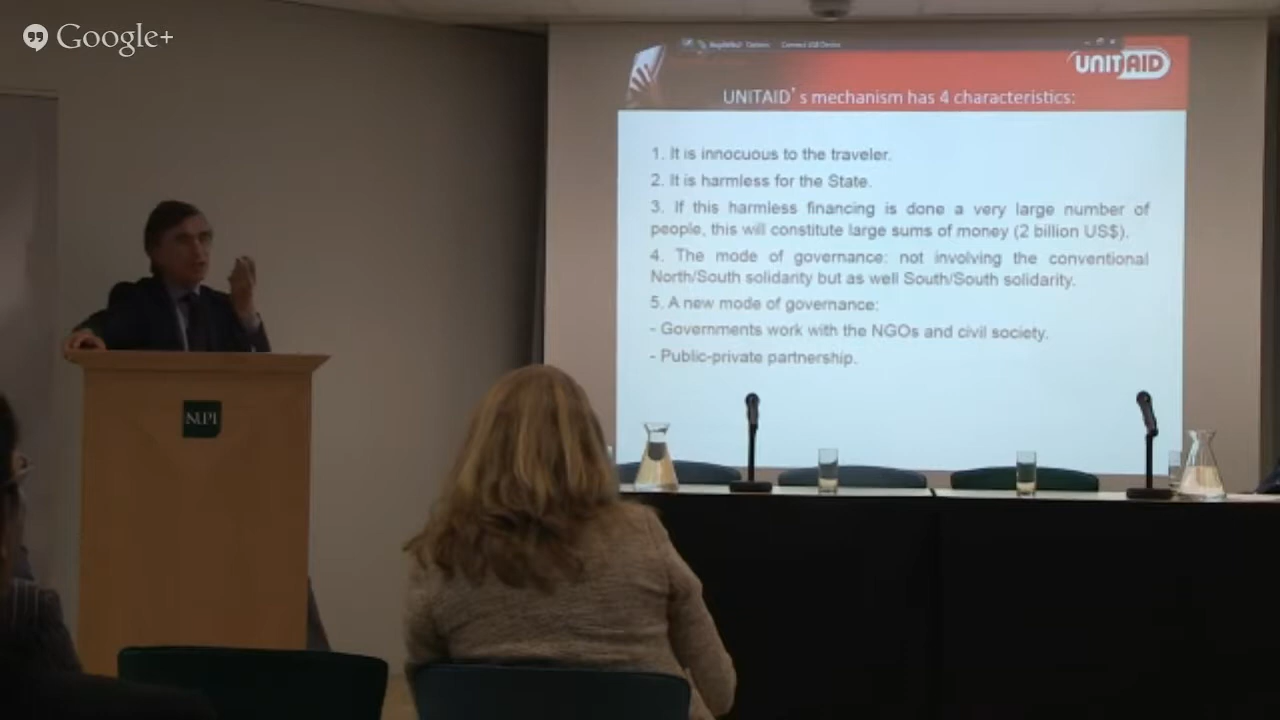 Google+
UNITAID
UNITAID's mechanism has 4 characteristics:
1. It is innocuous to the traveler.
2. It is harmless for the State.
3. If this harmless financing is done a very large number of
people, this will constitute large sums of money (2 billion US$).
4. The mode of governance: not involving the conventional
North/South solidarity but as well South/South solidarity.
5. A new mode of governance:
- Governments work with the NGOs and civil society.
- Public-private partnership.
NUPI